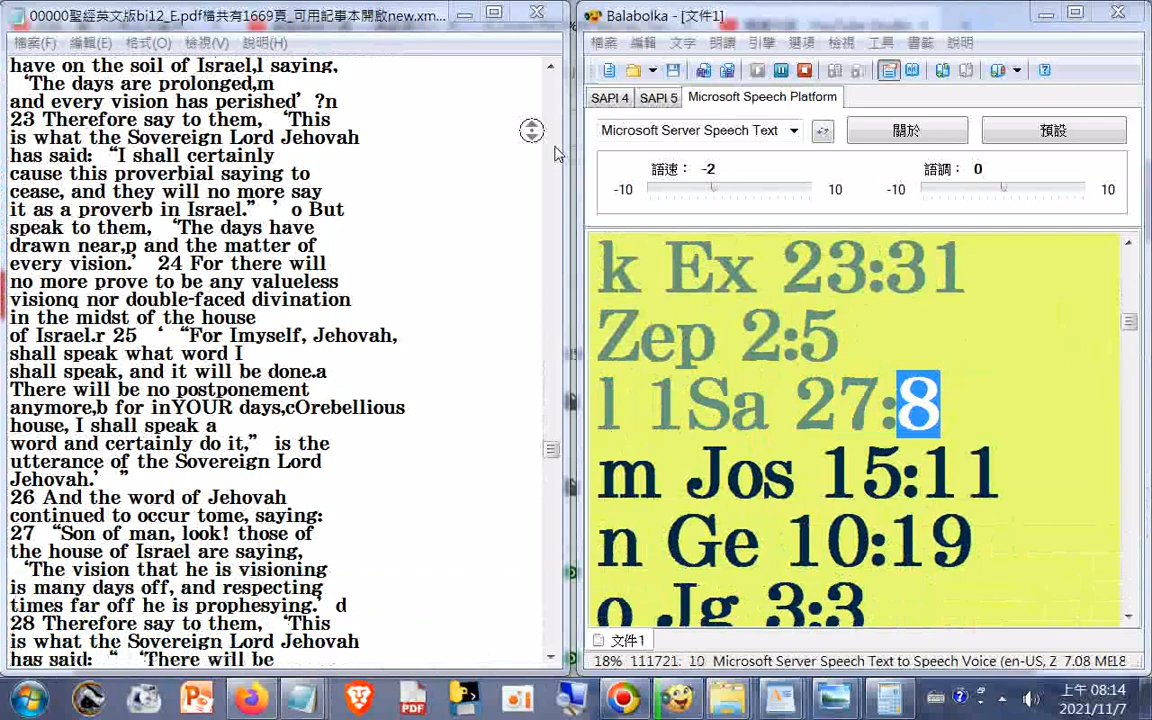 00000聖經英文版bi12_E.pdf檔共有1669頁_可用記事本開啟new.xm...
檔案(F) 編輯(E) 格式(O) 檢視(V) 說明(H)
have on the soil of Israel,l saying,
‘The days are prolonged,m
and every vision has perished’ ?n
23 Therefore say to them, ‘This
is what the Sovereign Lord Jehovah
has said: “I shall certainly
cause this proverbial saying to
cease, and they will no more say
it as a proverb in Israel.” ’ o But
speak to them, ‘The days have
drawn near,p and the matter of
every vision.’ 24 For there will
no more prove to be any valueless
visionq nor double-faced divination
in the midst of the house
of Israel.r 25 ‘ “For Imyself, Jehovah,
shall speak what word I
shall speak, and it will be done.a
There will be no postponement
anymore,b for inYOUR days,cOrebellious
house, I shall speak a
word and certainly do it,” is the
utterance of the Sovereign Lord
Jehovah.’ ”
26 And the word of Jehovah
continued to occur tome, saying:
27 “Son of man, look! those of
the house of Israel are saying,
‘The vision that he is visioning
is many days off, and respecting
times far off he is prophesying.’ d
28 Therefore say to them, ‘This
is what the Sovereign Lord Jehovah
has said: “ ‘There will be
Balabolka - [文件1]
檔案 編輯 文字 朗讀 引擎 選項 檢視 工具 書籤 說明
SAPI 4 SAPI 5 Microsoft Speech Platform
Microsoft Server Speech Text 關於 預設
語速： -2 語調： 0
-10 10 -10 10
k Ex 23:31
Zep 2:5
l 1Sa 27:8
m Jos 15:11
n Ge 10:19
o Jg 3:3
文件1
18% 111721. 10 Microsoft Server Speech Text to Speech Voice (en-US, Z 7.08 ME
上午 08:14
2021/11/7